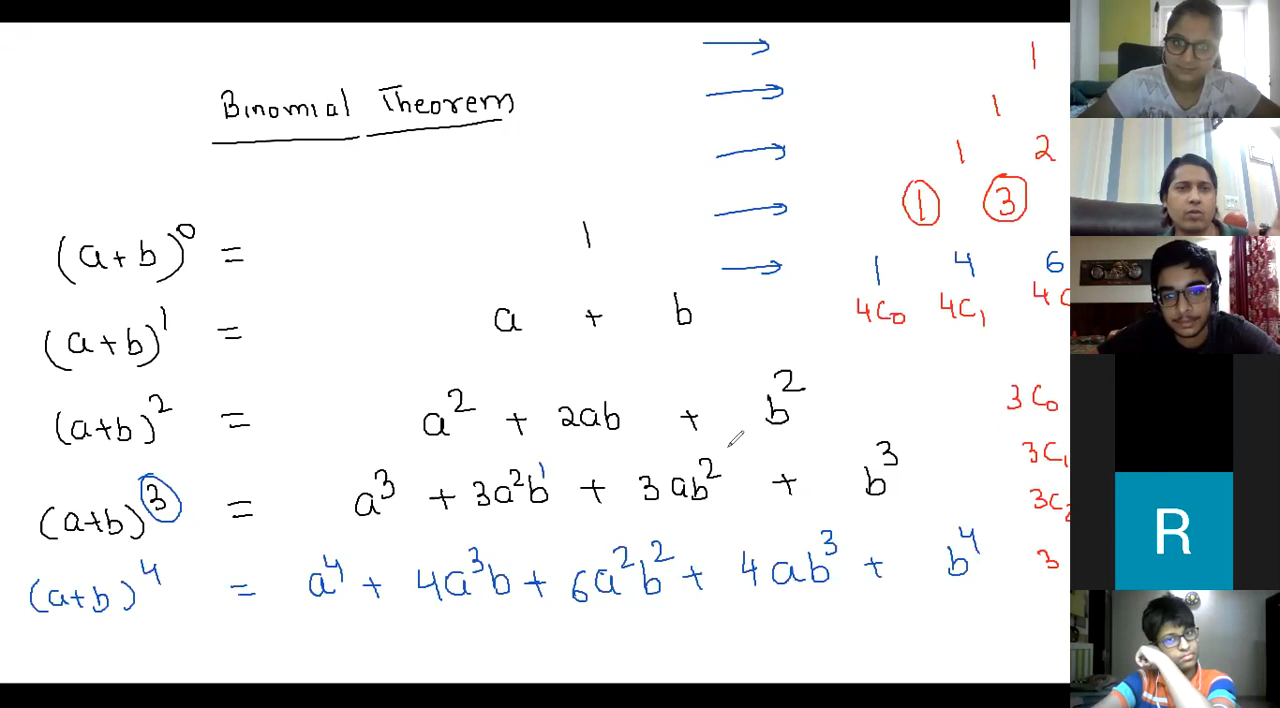 Binomial Theorem
(a+b)^0 = 1
(a+b)^1 = a + b
(a+b)^2 = a^2 + 2ab + b^2
(a+b)^3 = a^3 + 3a^2b^1 + 3ab^2 + b^3
(a+b)^4 = a^4 + 4a^3b + 6a^2b^2 + 4ab^3 + b^4
→ 1
→ 1
→ 1 2
→ 1 3
→ 1 4 6
4C0 4C1 4C
3C0
3C1
3C2
3
R